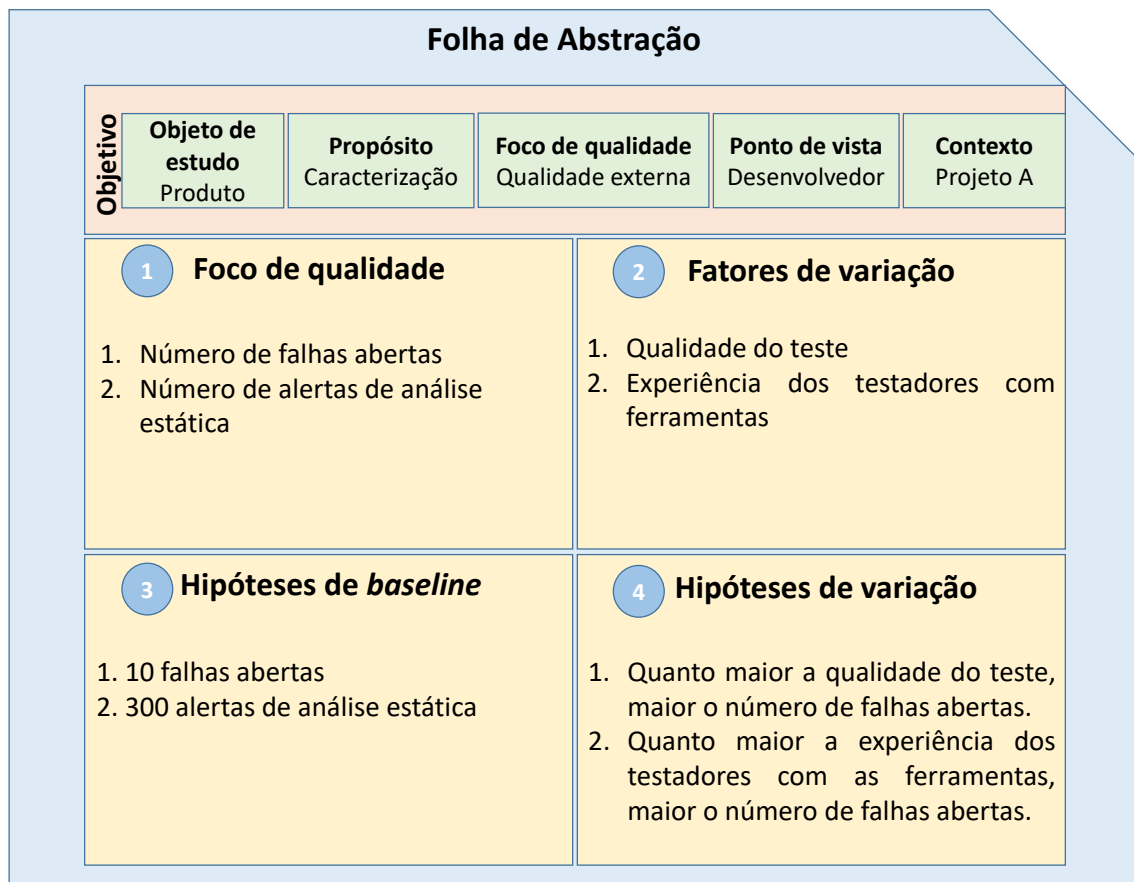 Folha de Abstração
Objetivo
Objeto de
estudo
Produto
Propósito
Caracterização
Foco de qualidade
Qualidade externa
Ponto de vista
Desenvolvedor
Contexto
Projeto A
1 Foco de qualidade
1. Número de falhas abertas
2. Número de alertas de análise
estática
2 Fatores de variação
1. Qualidade do teste
2. Experiência dos testadores com
ferramentas
3 Hipóteses de baseline
1. 10 falhas abertas
2. 300 alertas de análise estática
4 Hipóteses de variação
1. Quanto maior a qualidade do teste,
maior o número de falhas abertas.
2. Quanto maior a experiência dos
testadores com as ferramentas,
maior o número de falhas abertas.